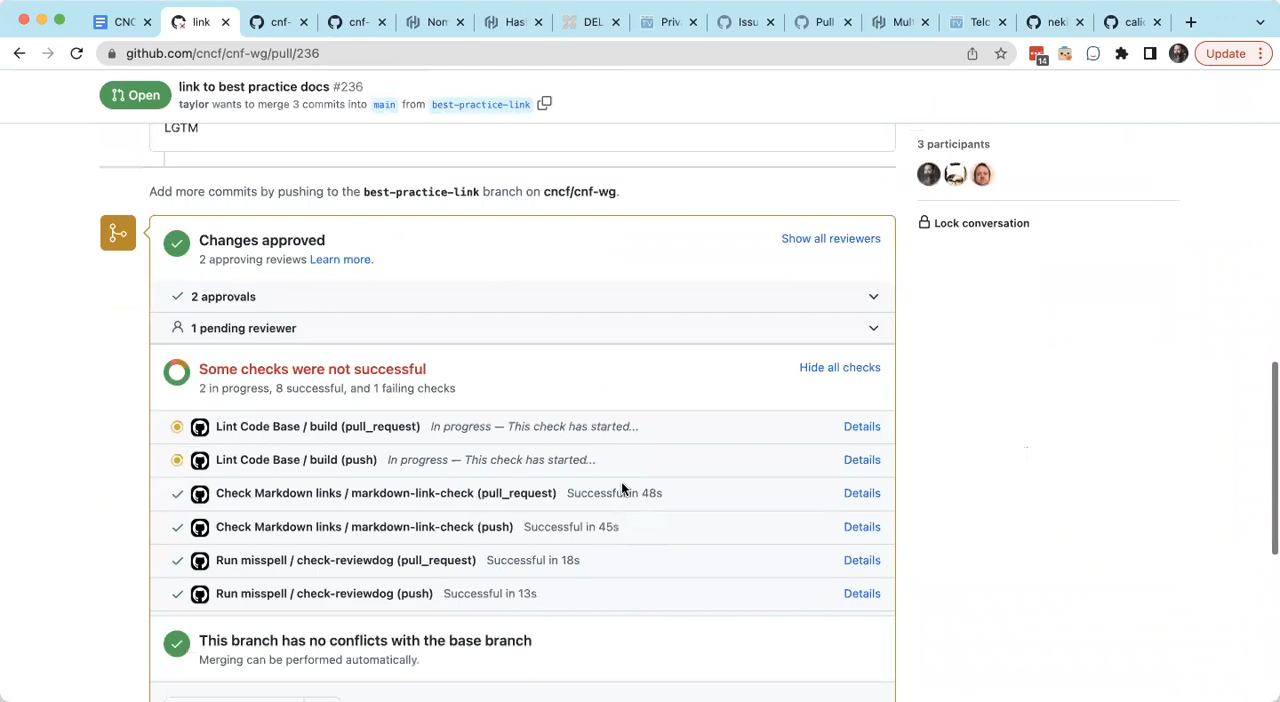 CNC
link
cnf-
cnf-
Non
Has
DEL
Priv
Issu
Pull
Mult
Telc
nek
calic
github.com/cncf/cnf-wg/pull/236
14
Update
Open
link to best practice docs #236
taylor wants to merge 3 commits into main from best-practice-link
LGTM
3 participants
Add more commits by pushing to the best-practice-link branch on cncf/cnf-wg.
Lock conversation
Changes approved
Show all reviewers
2 approving reviews Learn more.
2 approvals
1 pending reviewer
Some checks were not successful
Hide all checks
2 in progress, 8 successful, and 1 failing checks
Lint Code Base / build (pull_request) In progress — This check has started... Details
Lint Code Base / build (push) In progress — This check has started... Details
Check Markdown links / markdown-link-check (pull_request) Successful in 48s Details
Check Markdown links / markdown-link-check (push) Successful in 45s Details
Run misspell / check-reviewdog (pull_request) Successful in 18s Details
Run misspell / check-reviewdog (push) Successful in 13s Details
This branch has no conflicts with the base branch
Merging can be performed automatically.